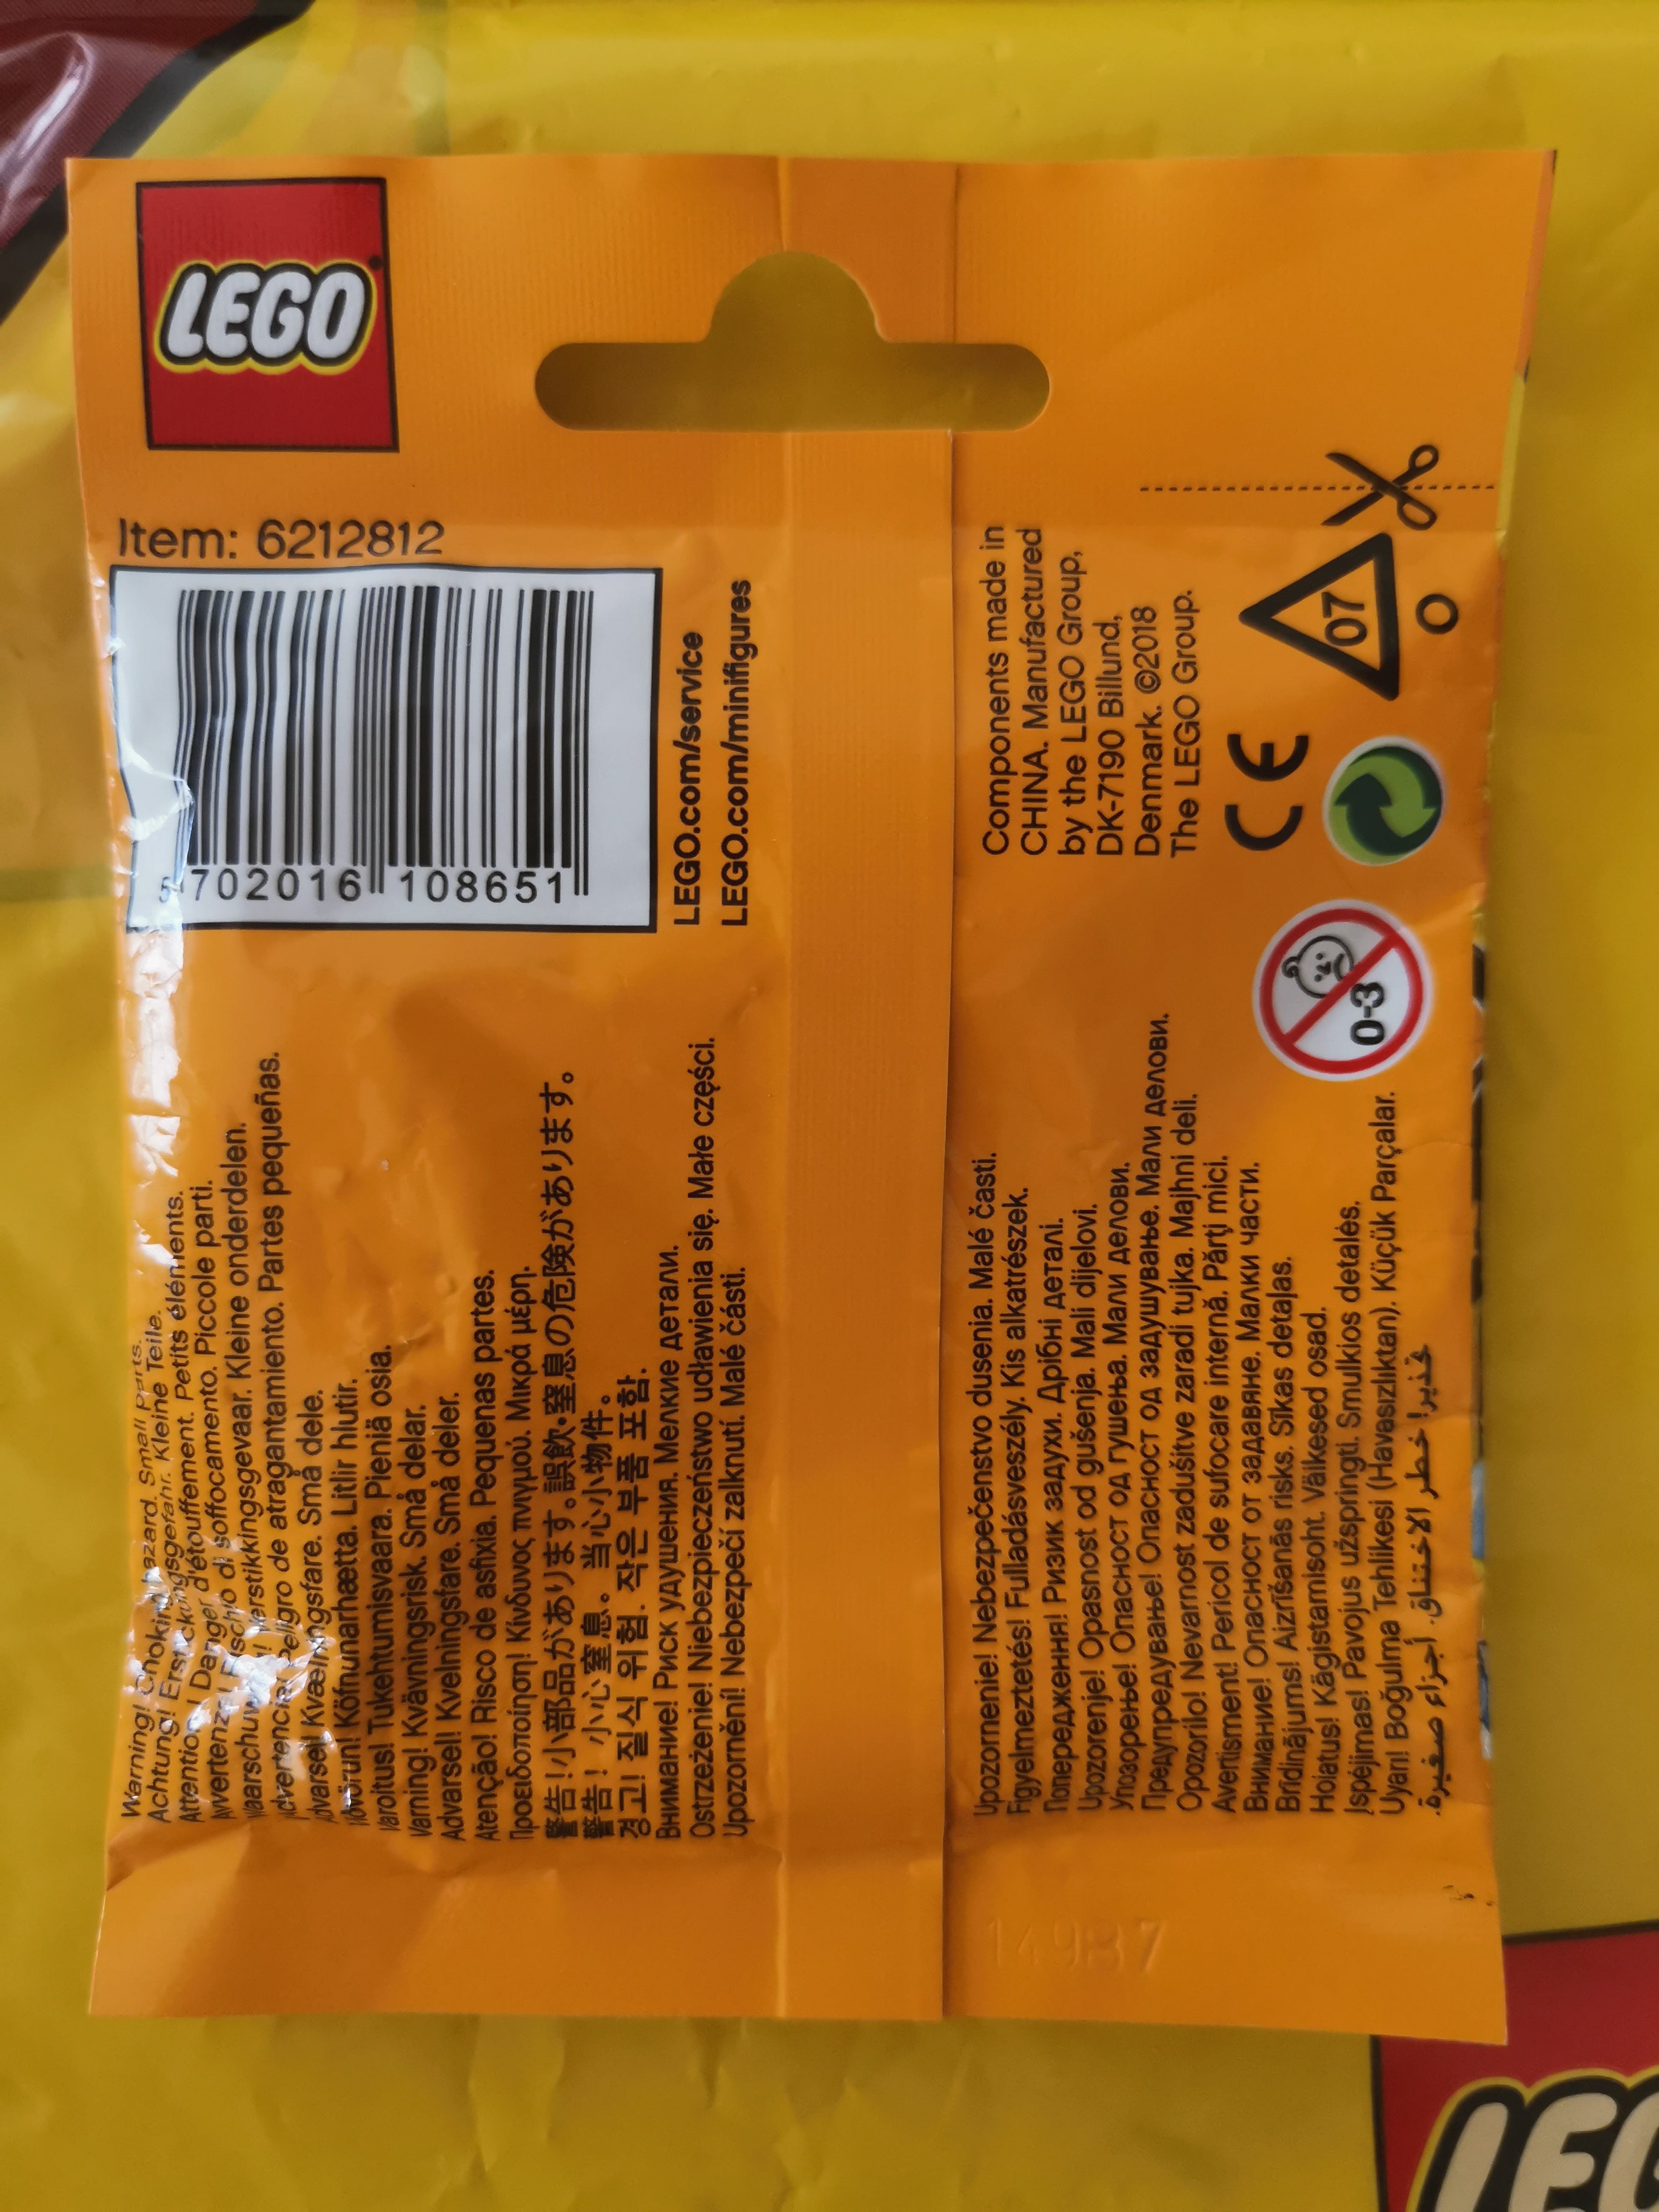 LEGO
Item: 6212812
5 702016 108651
LEGO.com/service
LEGO.com/minifigures
Warning! Choking hazard. Small parts.
Achtung! Erstickungsgefahr. Kleine Teile.
Attention! Danger d'étouffement. Petits éléments.
Avvertenza! Rischio di soffocamento. Piccole parti.
Waarschuwing! Verstikkingsgevaar. Kleine onderdelen.
Advertencia! Peligro de atragantamiento. Partes pequeñas.
Advarsel! Kvælningsfare. Små dele.
Aðvörun! Köfnunarhætta. Litlir hlutir.
Varoitus! Tukehtumisvaara. Pieniä osia.
Varning! Kvävningsrisk. Små delar.
Advarsel! Kvelningsfare. Små deler.
Atenção! Risco de asfixia. Pequenas partes.
Προειδοποίηση! Κίνδυνος πνιγμού. Μικρά μέρη.
警告!小部品があります。誤飲・窒息の危険があります。
警告! 小心窒息。当心小物件。
경고! 질식 위험. 작은 부품 포함.
Внимание! Риск удушения. Мелкие детали.
Ostrzeżenie! Niebezpieczeństwo udławienia się. Małe części.
Upozornění! Nebezpečí zalknutí. Malé části.
Components made in
CHINA. Manufactured
by the LEGO Group,
DK-7190 Billund,
Denmark. ©2018
The LEGO Group.
CE
07
O
0-3
Upozornenie! Nebezpečenstvo dusenia. Malé časti.
Figyelmeztetés! Fulladásveszély. Kis alkatrészek.
Попередження! Ризик задухи. Дрібні деталі.
Upozorenje! Opasnost od gušenja. Mali dijelovi.
Упозорење! Опасност од гушења. Мали делови.
Предупредување! Опасност од задушување. Мали делови.
Opozorilo! Nevarnost zadušitve zaradi tujka. Majhni deli.
Avertisment! Pericol de sufocare internă. Părți mici.
Внимание! Опасност от задавяне. Малки части.
Brīdinājums! Aizrīšanās risks. Sīkas detaļas.
Hoiatus! Kägistamisoht. Väikesed osad.
Įspėjimas! Pavojus užspringti. Smulkios detalės.
Uyarı! Boğulma Tehlikesi (Havasızlıktan). Küçük Parçalar.
تحذير! خطر الاختناق. أجزاء صغيرة.
14987